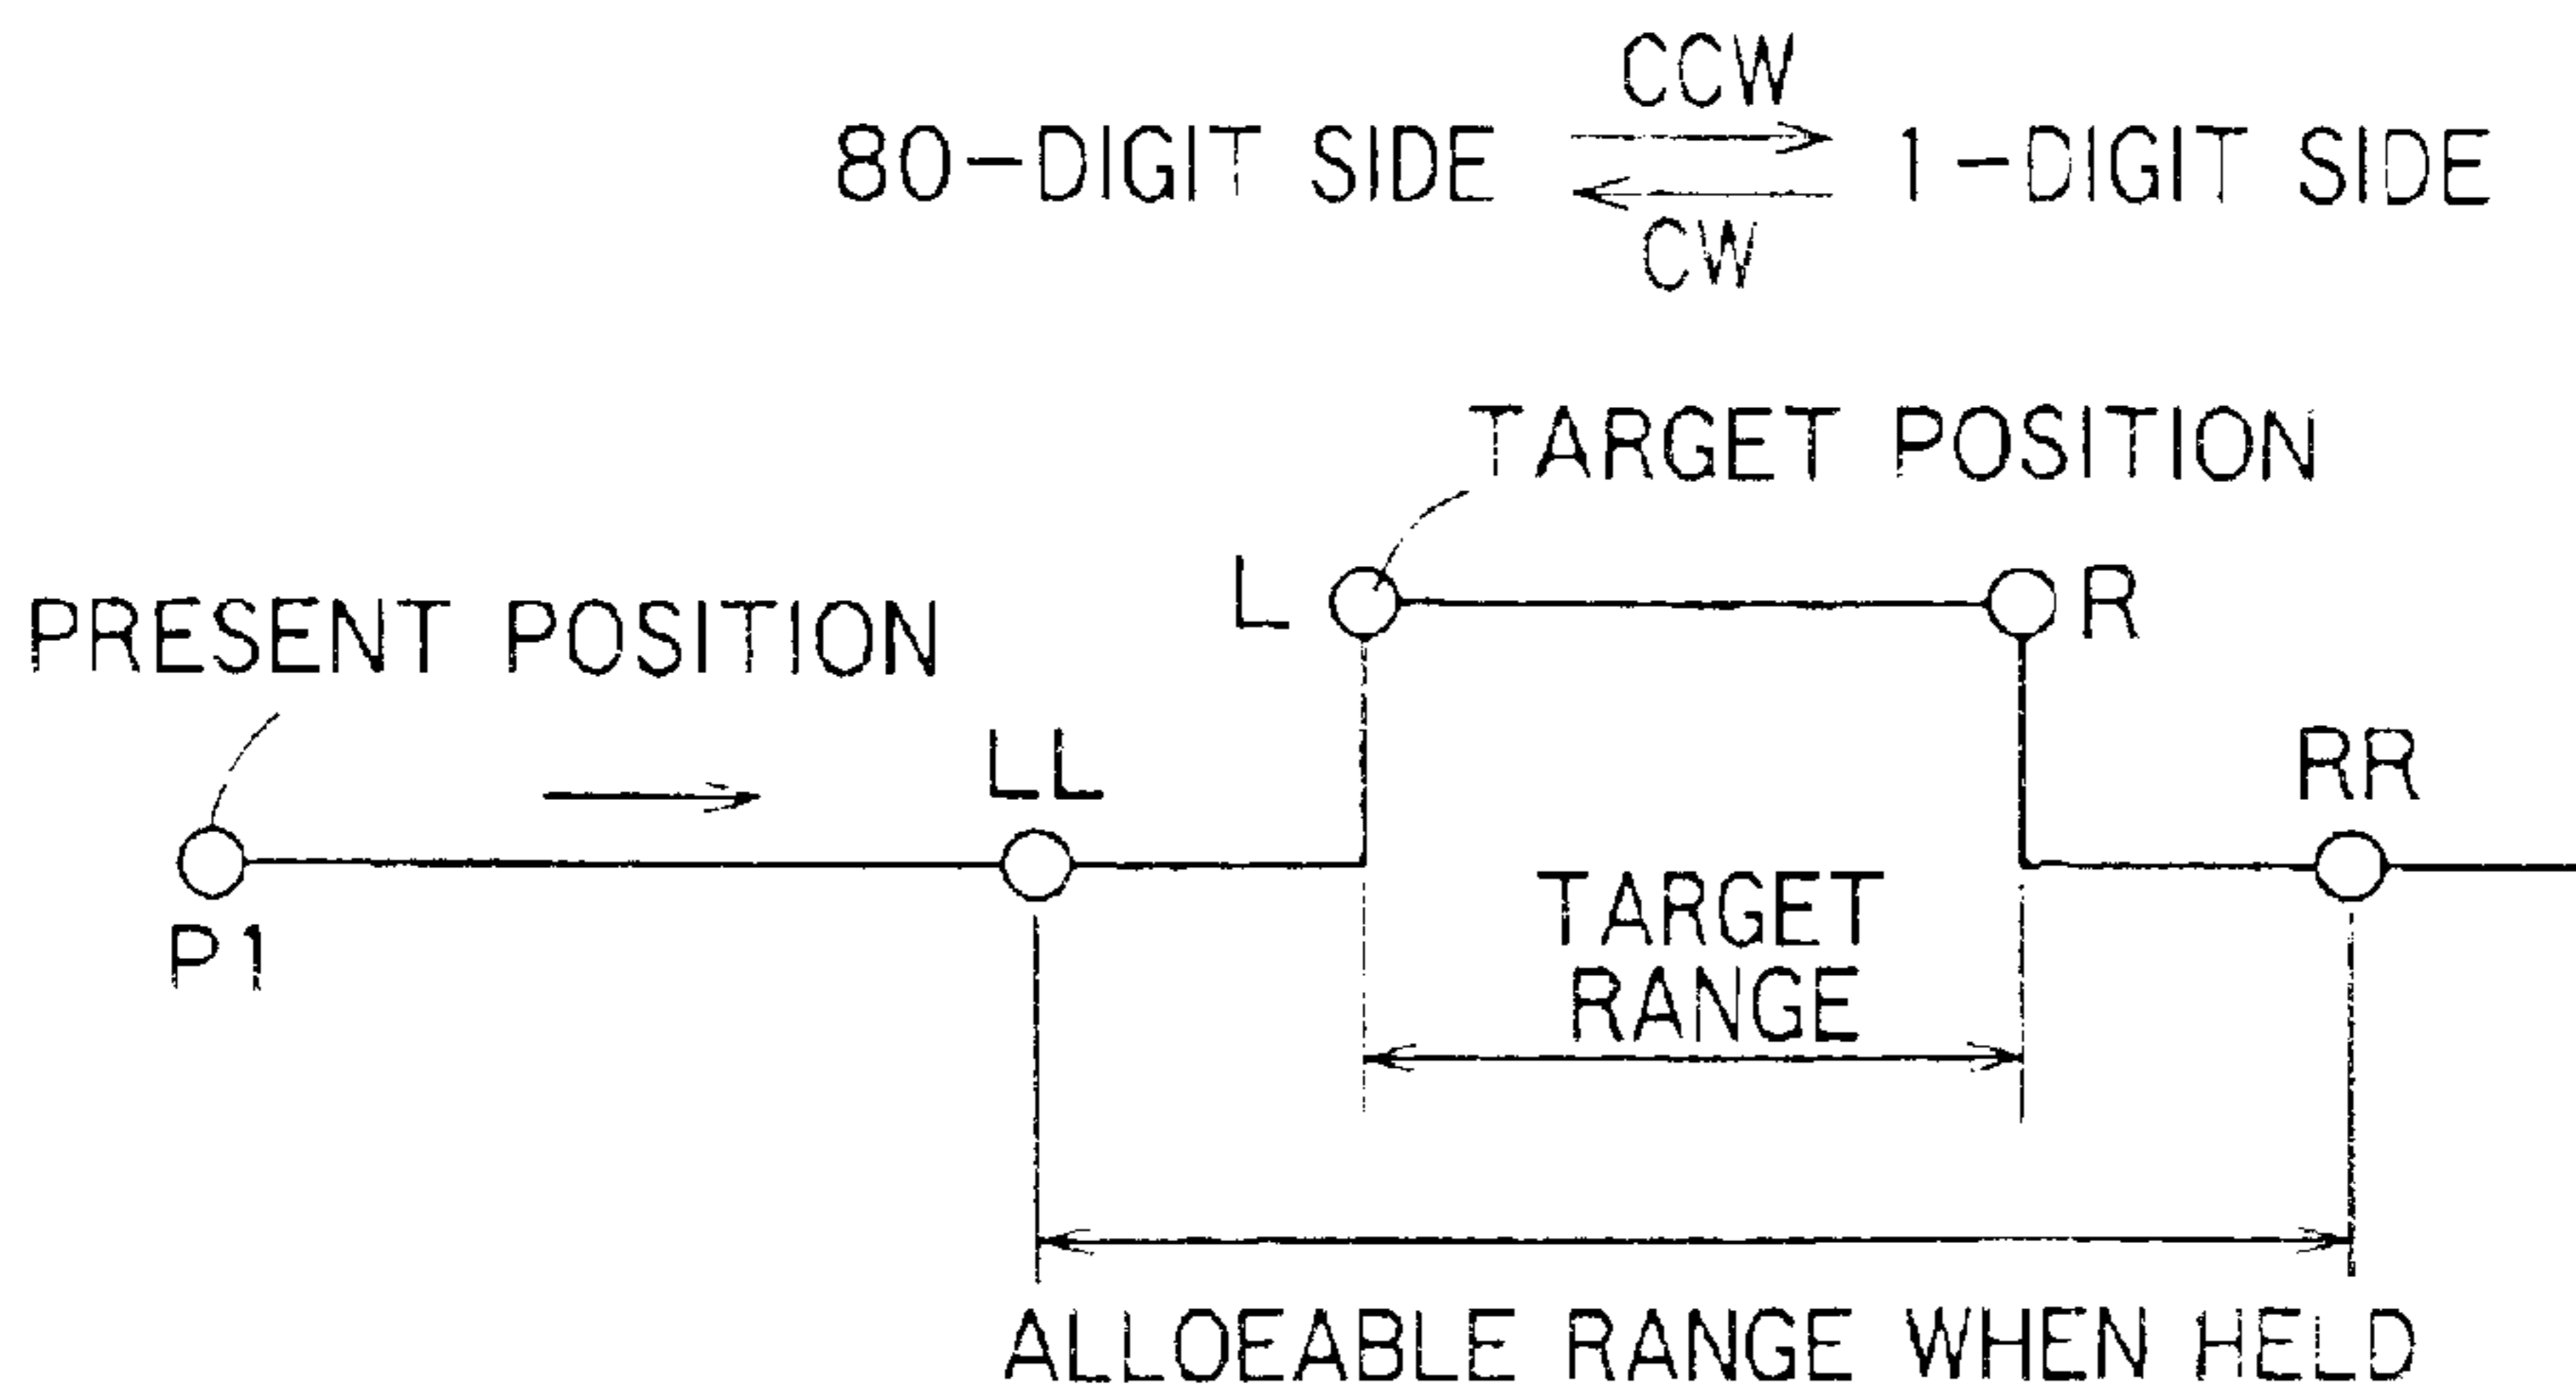 CCW
80-DIGIT SIDE 1-DIGIT SIDE
CW
TARGET POSITION
L R
PRESENT POSITION
LL RR
P1
TARGET
RANGE
ALLOEABLE RANGE WHEN HELD